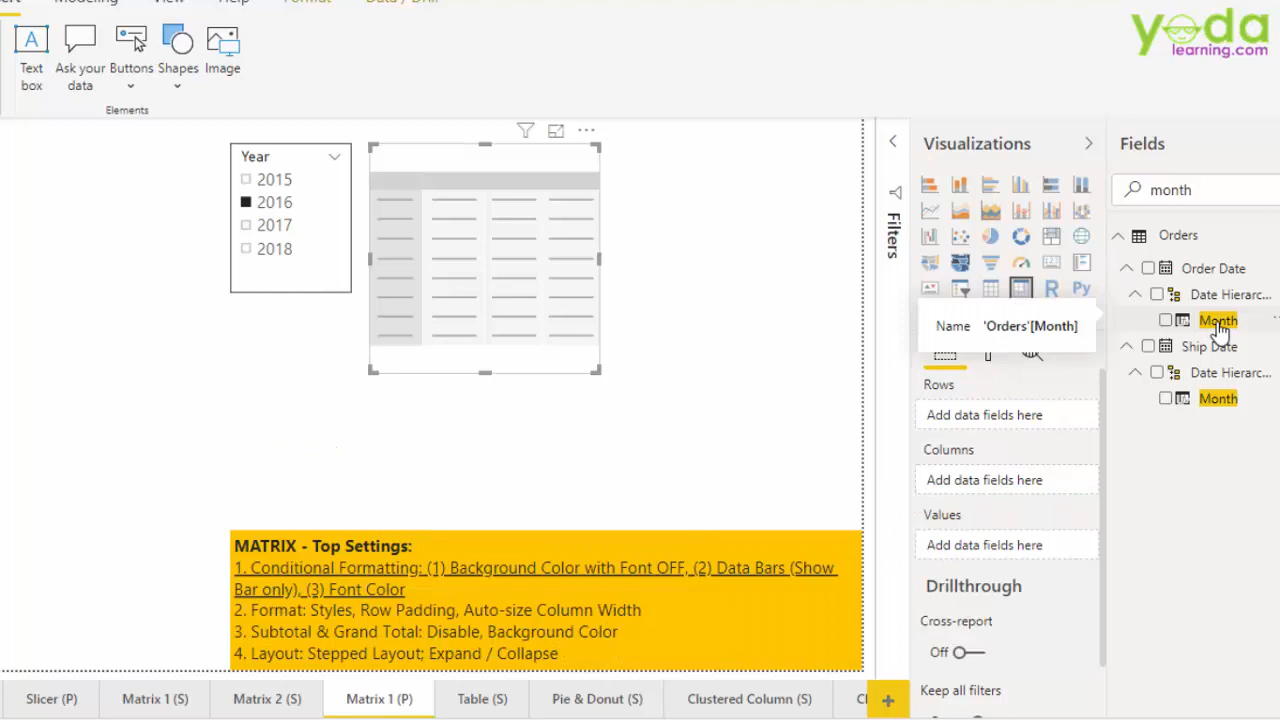 yoda
learning.com
Modeling
View
Help
Format
Text box
Ask your data
Buttons
Shapes
Image
Elements
Year
2015
2016
2017
2018
Filters
Visualizations
R
Py
Name 'Orders'[Month]
Rows
Add data fields here
Columns
Add data fields here
Values
Add data fields here
Drillthrough
Cross-report
Off
Keep all filters
Fields
month
Orders
Order Date
Date Hierarc...
Month
Ship Date
Date Hierarc...
Month
MATRIX - Top Settings:
1. Conditional Formatting: (1) Background Color with Font OFF, (2) Data Bars (Show
Bar only), (3) Font Color
2. Format: Styles, Row Padding, Auto-size Column Width
3. Subtotal & Grand Total: Disable, Background Color
4. Layout: Stepped Layout; Expand / Collapse
Slicer (P)
Matrix 1 (S)
Matrix 2 (S)
Matrix 1 (P)
Table (S)
Pie & Donut (S)
Clustered Column (S)